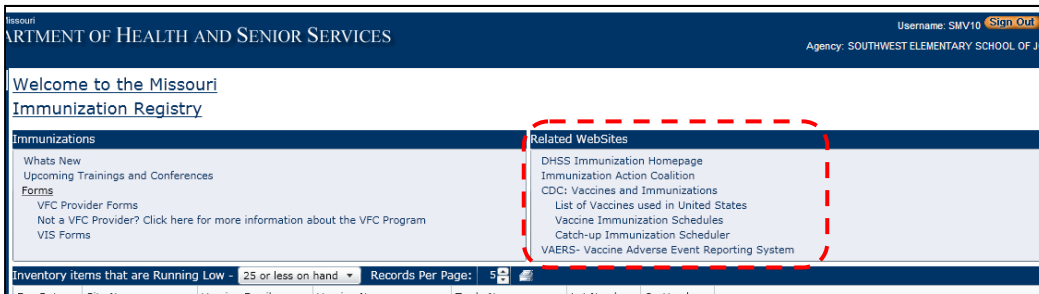 Missouri
ARTMENT OF HEALTH AND SENIOR SERVICES
Username: SMV10 Sign Out
Agency: SOUTHWEST ELEMENTARY SCHOOL OF
Welcome to the Missouri
Immunization Registry
Immunizations
Whats New
Upcoming Trainings and Conferences
Forms
VFC Provider Forms
Not a VFC Provider? Click here for more information about the VFC Program
VIS Forms
Related WebSites
DHSS Immunization Homepage
Immunization Action Coalition
CDC: Vaccines and Immunizations
List of Vaccines used in United States
Vaccine Immunization Schedules
Catch-up Immunization Scheduler
VAERS- Vaccine Adverse Event Reporting System
Inventory items that are Running Low - 25 or less on hand Records Per Page: 5